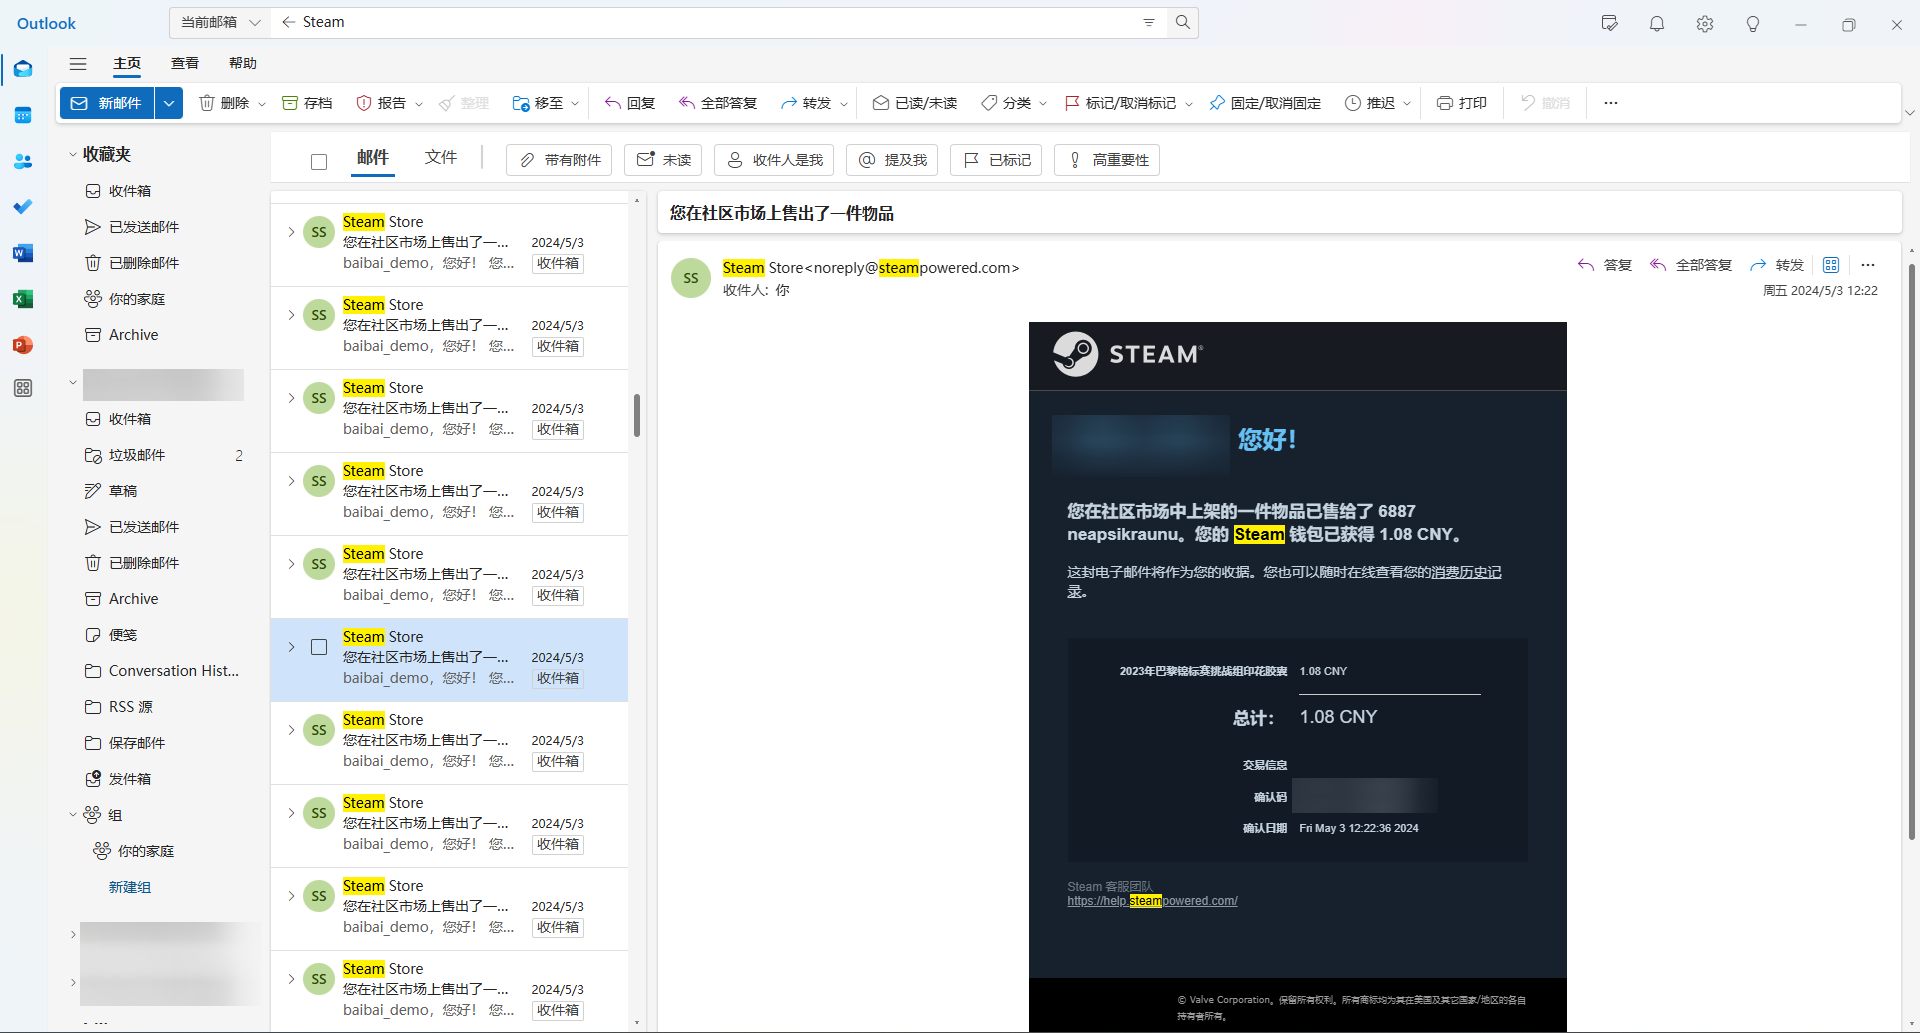 Outlook
当前邮箱
Steam
主页 查看 帮助
新邮件 删除 存档 报告 整理 移至 回复 全部答复 转发 已读/未读 分类 标记/取消标记 固定/取消固定 推迟 打印 撤消
收藏夹
收件箱
已发送邮件
已删除邮件
你的家庭
Archive
收件箱
垃圾邮件 2
草稿
已发送邮件
已删除邮件
Archive
便笺
Conversation Hist...
RSS 源
保存邮件
发件箱
组
你的家庭
新建组
邮件 文件 带有附件 未读 收件人是我 提及我 已标记 高重要性
SS
Steam Store
您在社区市场上售出了一... 2024/5/3
baibai_demo，您好！ 您... 收件箱
SS
Steam Store
您在社区市场上售出了一... 2024/5/3
baibai_demo，您好！ 您... 收件箱
SS
Steam Store
您在社区市场上售出了一... 2024/5/3
baibai_demo，您好！ 您... 收件箱
SS
Steam Store
您在社区市场上售出了一... 2024/5/3
baibai_demo，您好！ 您... 收件箱
SS
Steam Store
您在社区市场上售出了一... 2024/5/3
baibai_demo，您好！ 您... 收件箱
Steam Store
您在社区市场上售出了一... 2024/5/3
baibai_demo，您好！ 您... 收件箱
SS
Steam Store
您在社区市场上售出了一... 2024/5/3
baibai_demo，您好！ 您... 收件箱
SS
Steam Store
您在社区市场上售出了一... 2024/5/3
baibai_demo，您好！ 您... 收件箱
SS
Steam Store
您在社区市场上售出了一... 2024/5/3
baibai_demo，您好！ 您... 收件箱
SS
Steam Store
您在社区市场上售出了一... 2024/5/3
baibai_demo，您好！ 您... 收件箱
您在社区市场上售出了一件物品
SS
Steam Store<noreply@steampowered.com>
收件人: 你
答复 全部答复 转发
周五 2024/5/3 12:22
STEAM®
您好！
您在社区市场中上架的一件物品已售给了 6887
neapsikraunu。您的 Steam 钱包已获得 1.08 CNY。
这封电子邮件将作为您的收据。您也可以随时在线查看您的消费历史记
录。
2023年巴黎锦标赛挑战组印花胶囊 1.08 CNY
总计： 1.08 CNY
交易信息
确认码
确认日期 Fri May 3 12:22:36 2024
Steam 客服团队
https://help.steampowered.com/
© Valve Corporation。保留所有权利。所有商标均为其在美国及其它国家/地区的各自
持有者所有。